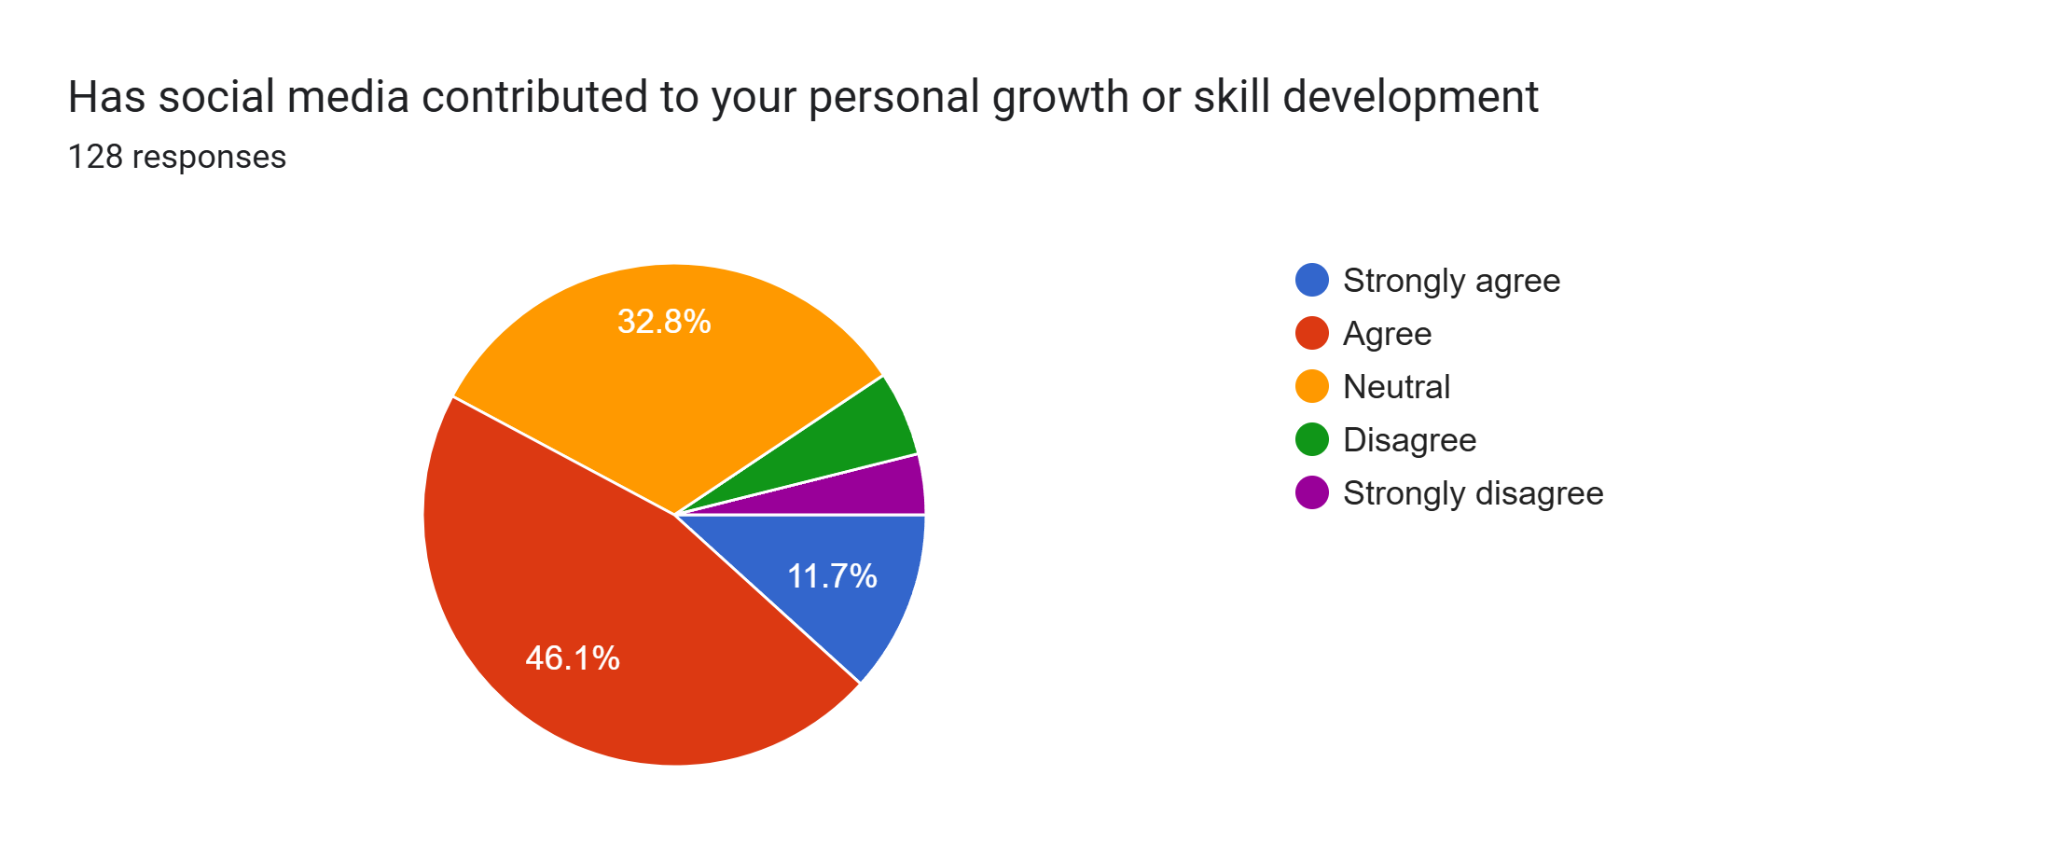 Has social media contributed to your personal growth or skill development
128 responses
32.8%
11.7%
46.1%
Strongly agree
Agree
Neutral
Disagree
Strongly disagree